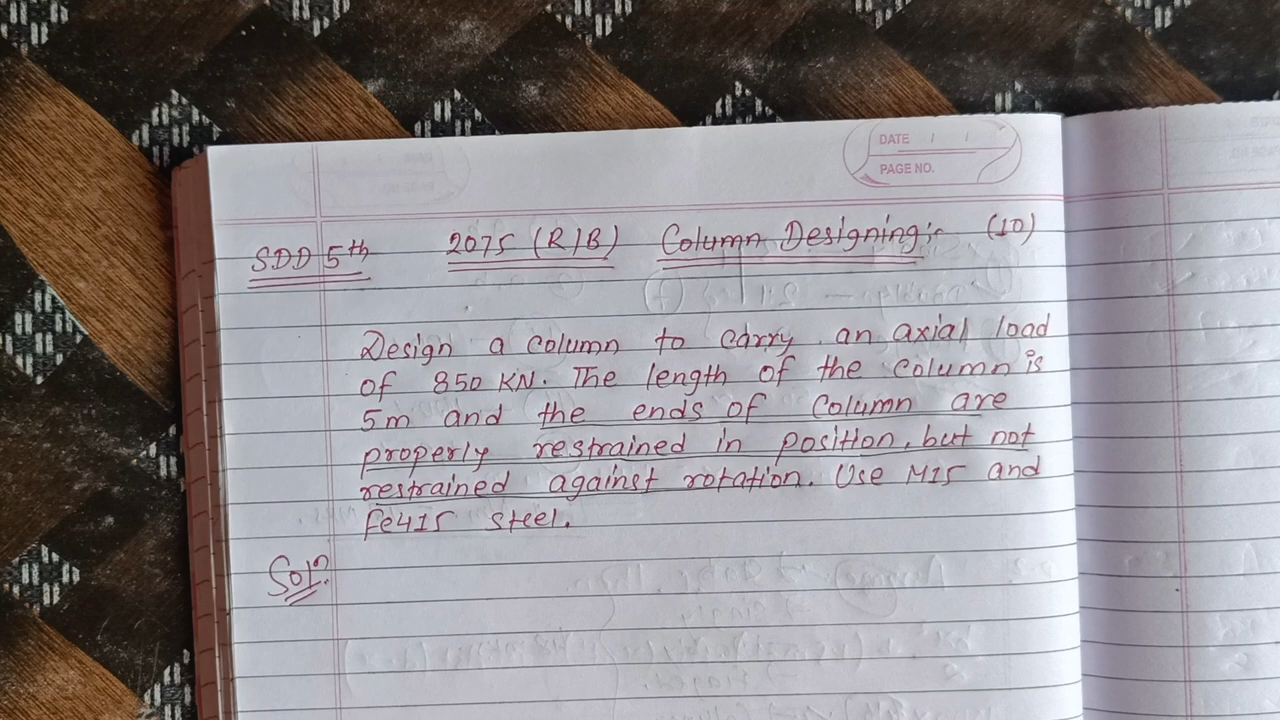 DATE / /
PAGE NO.
SDD 5th 2075 (R/B) Column Designing:- (10)
Design a column to carry an axial load
of 850 KN. The length of the column is
5m and the ends of column are
properly restrained in position, but not
restrained against rotation. Use M15 and
Fe415 steel.
Soln